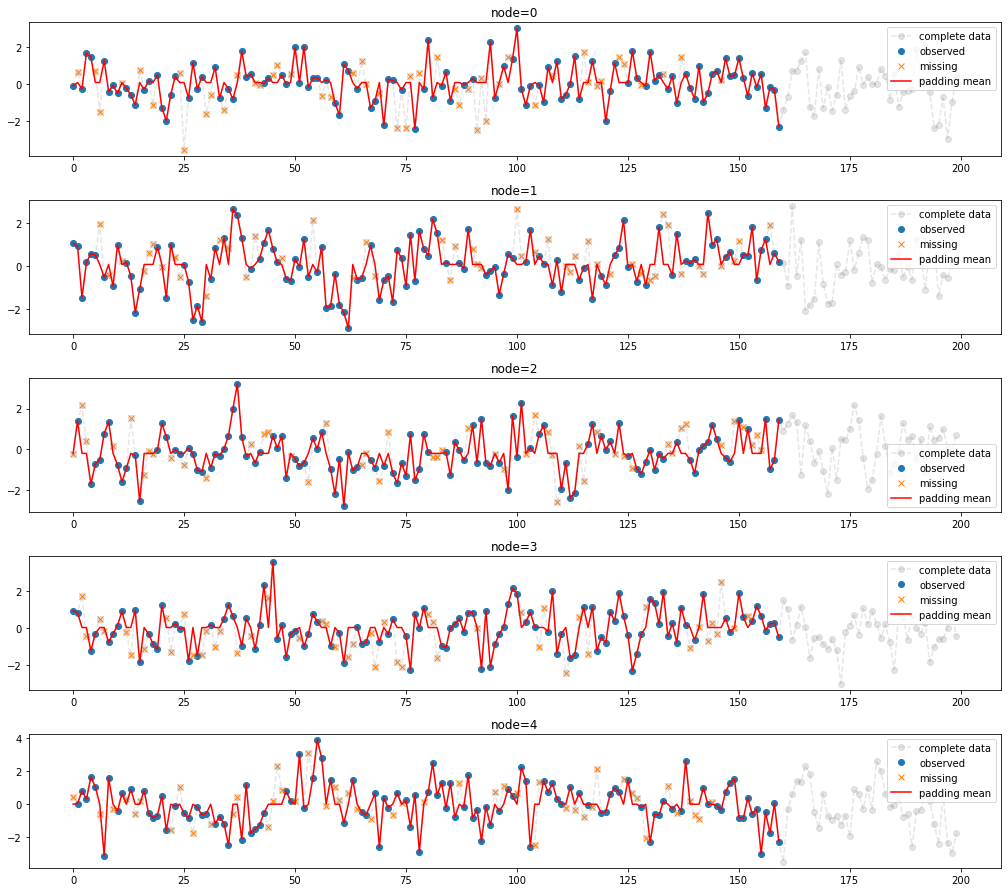 node=0
2
0
−2
complete data
observed
missing
padding mean
0 25 50 75 100 125 150 175 200
node=1
2
0
−2
complete data
observed
missing
padding mean
0 25 50 75 100 125 150 175 200
node=2
2
0
−2
complete data
observed
missing
padding mean
0 25 50 75 100 125 150 175 200
node=3
2
0
−2
complete data
observed
missing
padding mean
0 25 50 75 100 125 150 175 200
node=4
4
2
0
−2
complete data
observed
missing
padding mean
0 25 50 75 100 125 150 175 200